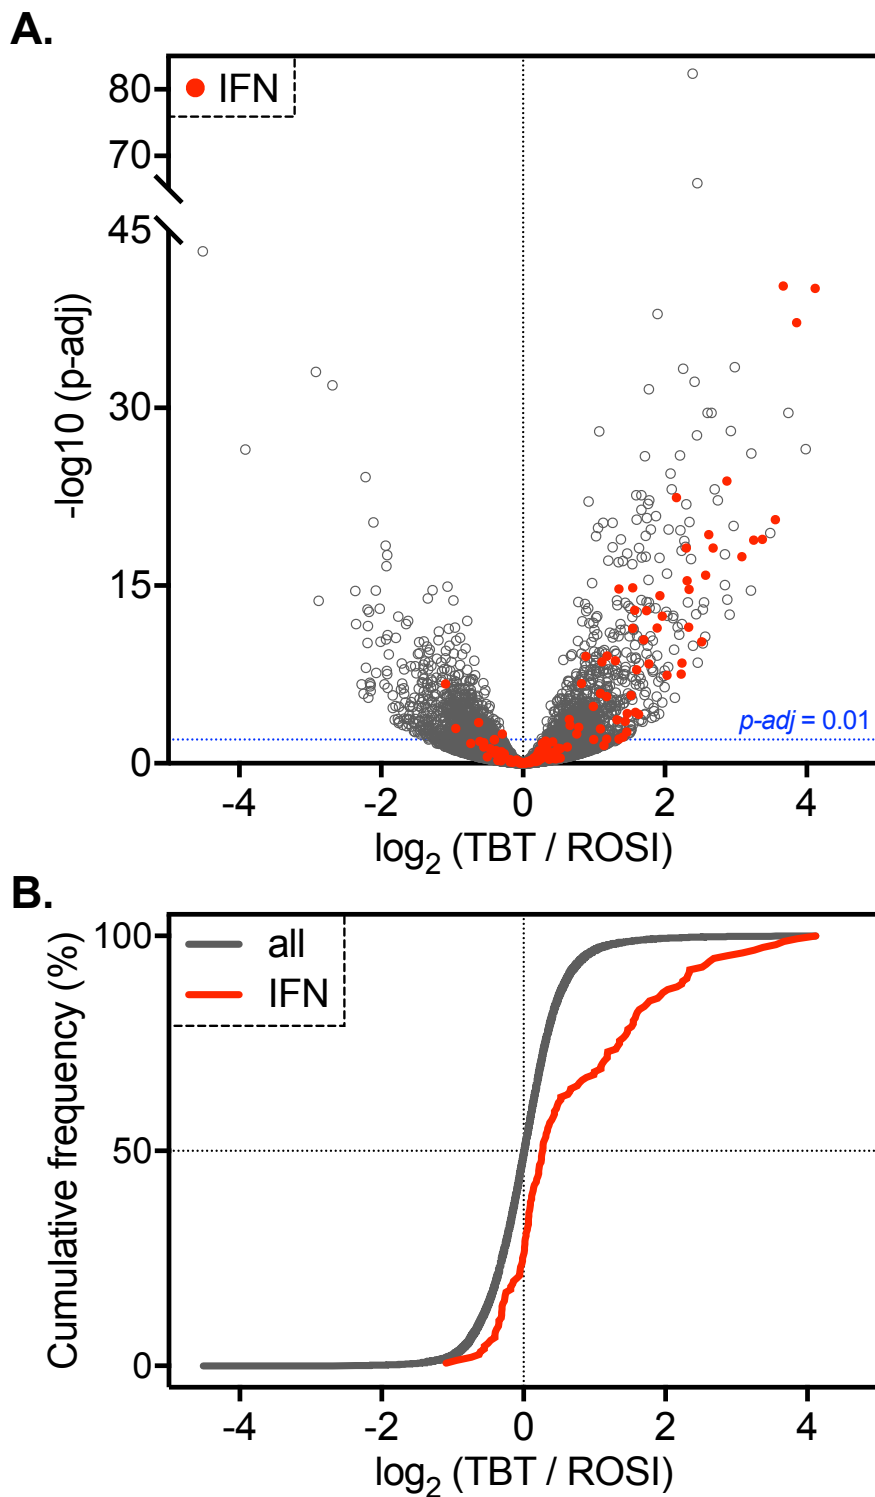 A.
IFN
80
70
45
30
15
0
-log10 (p-adj)
p-adj = 0.01
-4 -2 0 2 4
log2 (TBT / ROSI)
B.
all
IFN
100
50
0
Cumulative frequency (%)
-4 -2 0 2 4
log2 (TBT / ROSI)